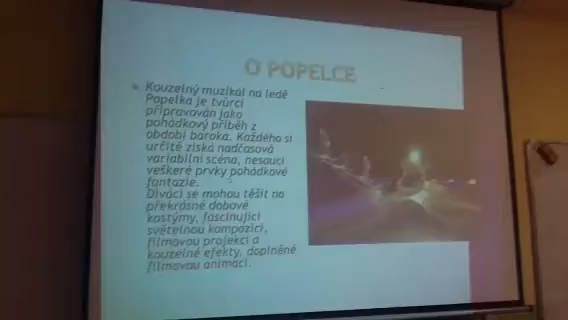 O POPELCE
Kouzelný muzikál na ledě
Popelka je tvůrci
připravován jako
pohádkový příběh z
období baroka. Každého si
určitě získá nadčasová
variabilní scéna, nesoucí
veškeré prvky pohádkové
fantazie.
Diváci se mohou těšit na
překrásné dobové
kostýmy, fascinující
světelnou kompozici,
filmovou projekci a
kouzelné efekty, doplněné
filmovou animací.